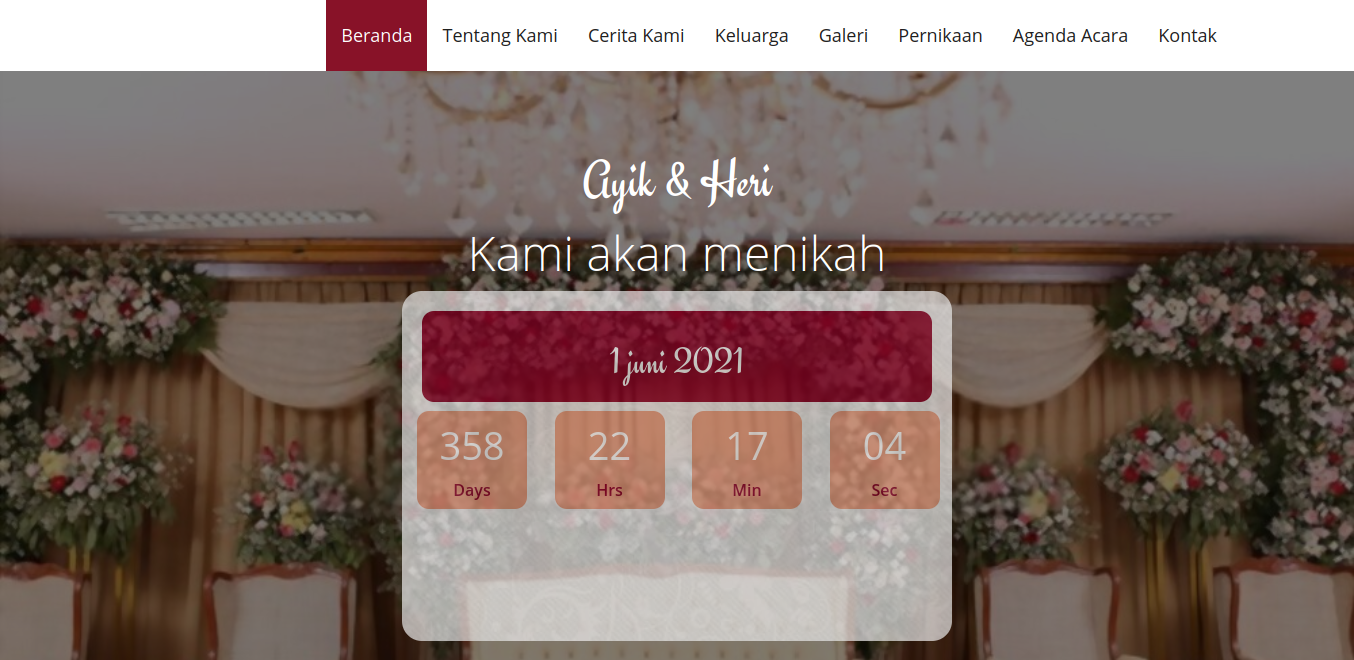 Beranda Tentang Kami Cerita Kami Keluarga Galeri Pernikaan Agenda Acara Kontak
Ayik & Heri
Kami akan menikah
1 juni 2021
358 22 17 04
Days Hrs Min Sec